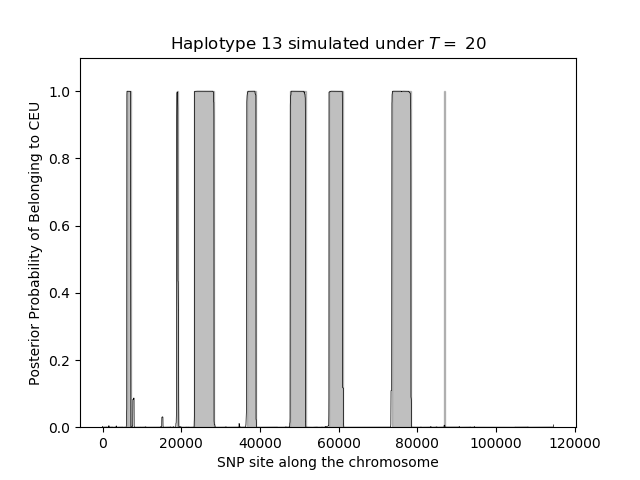 Haplotype 13 simulated under T = 20
Posterior Probability of Belonging to CEU
1.0
0.8
0.6
0.4
0.2
0.0
0 20000 40000 60000 80000 100000 120000
SNP site along the chromosome